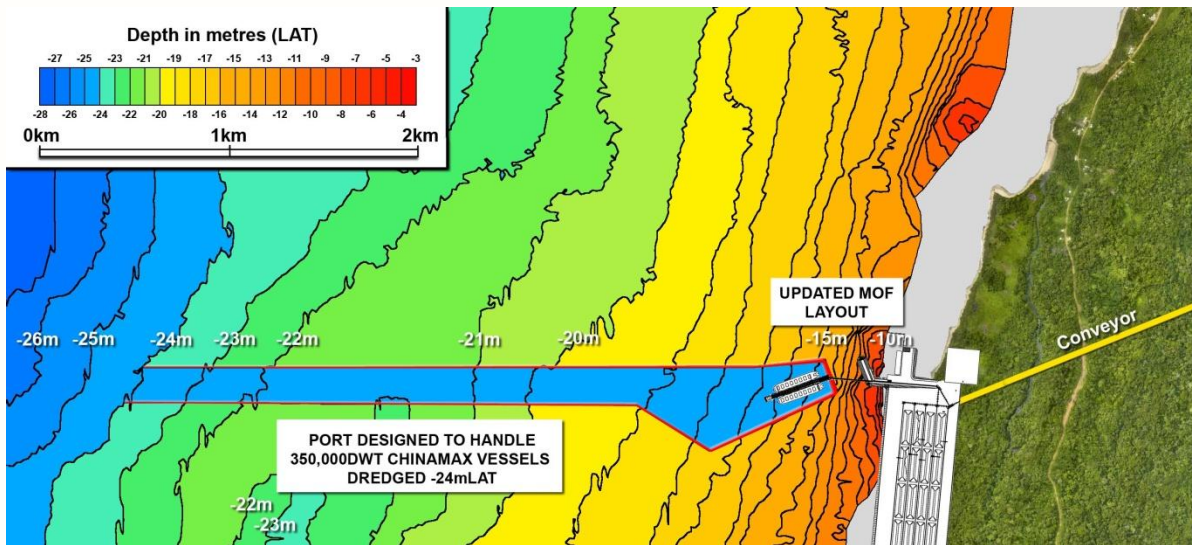 Depth in metres (LAT)
-27 -25 -23 -21 -19 -17 -15 -13 -11 -9 -7 -5 -3
-28 -26 -24 -22 -20 -18 -16 -14 -12 -10 -8 -6 -4
0km 1km 2km
UPDATED MOF
LAYOUT
-26m -25m -24m -23m -22m -21m -20m -15m -10m
Conveyor
PORT DESIGNED TO HANDLE
350,000DWT CHINAMAX VESSELS
DREDGED -24mLAT
-22m
-23m